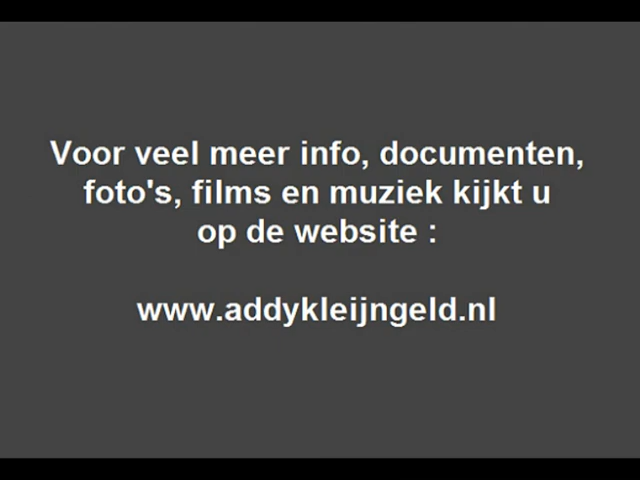 Voor veel meer info, documenten,
foto's, films en muziek kijkt u
op de website :
www.addykleijngeld.nl